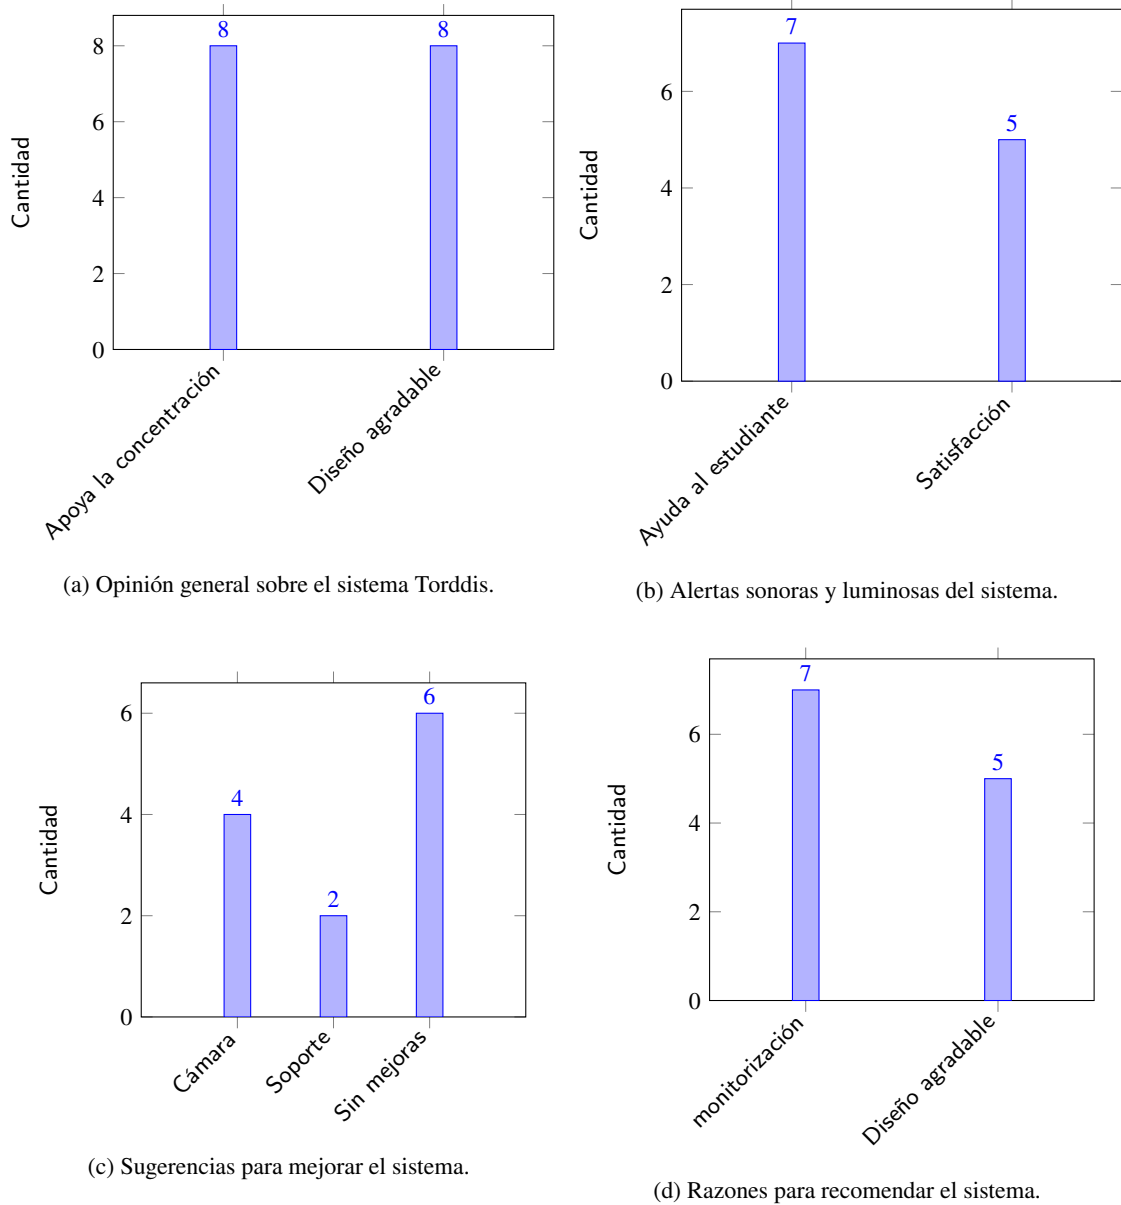 8
8
8
6
4
2
0
Cantidad
Apoya la concentración
Diseño agradable
(a) Opinión general sobre el sistema Torddis.
7
5
6
4
2
0
Cantidad
Ayuda al estudiante
Satisfacción
(b) Alertas sonoras y luminosas del sistema.
4
2
6
6
4
2
0
Cantidad
Cámara
Soporte
Sin mejoras
(c) Sugerencias para mejorar el sistema.
7
5
6
4
2
0
Cantidad
monitorización
Diseño agradable
(d) Razones para recomendar el sistema.